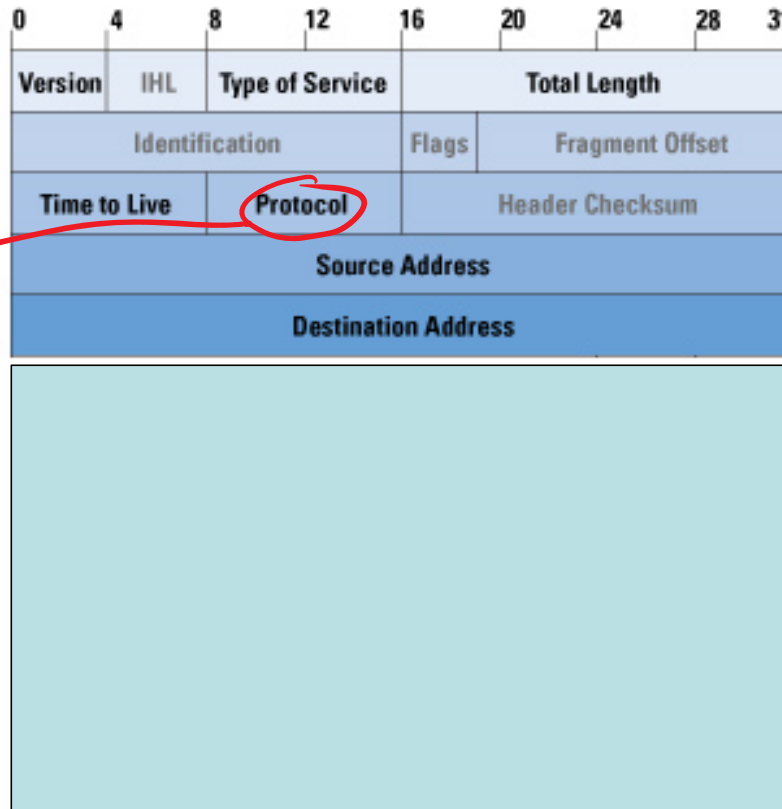 0 4 8 12 16 20 24 28 31
Version IHL Type of Service Total Length
Identification Flags Fragment Offset
Time to Live Protocol Header Checksum
Source Address
Destination Address